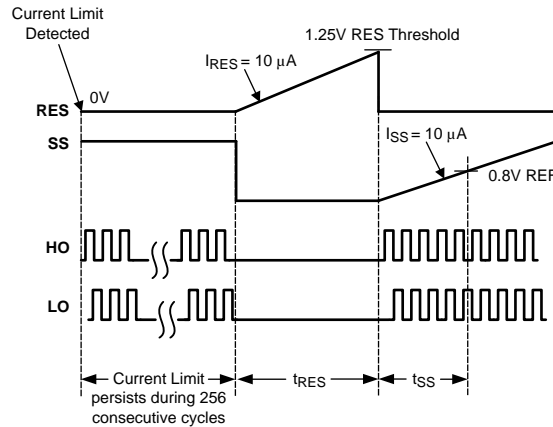 Current Limit
Detected
1.25V RES Threshold
IRES = 10 μA
0V
RES
SS
ISS = 10 μA
0.8V REF
HO
LO
Current Limit
persists during 256
consecutive cycles
tRES
tSS